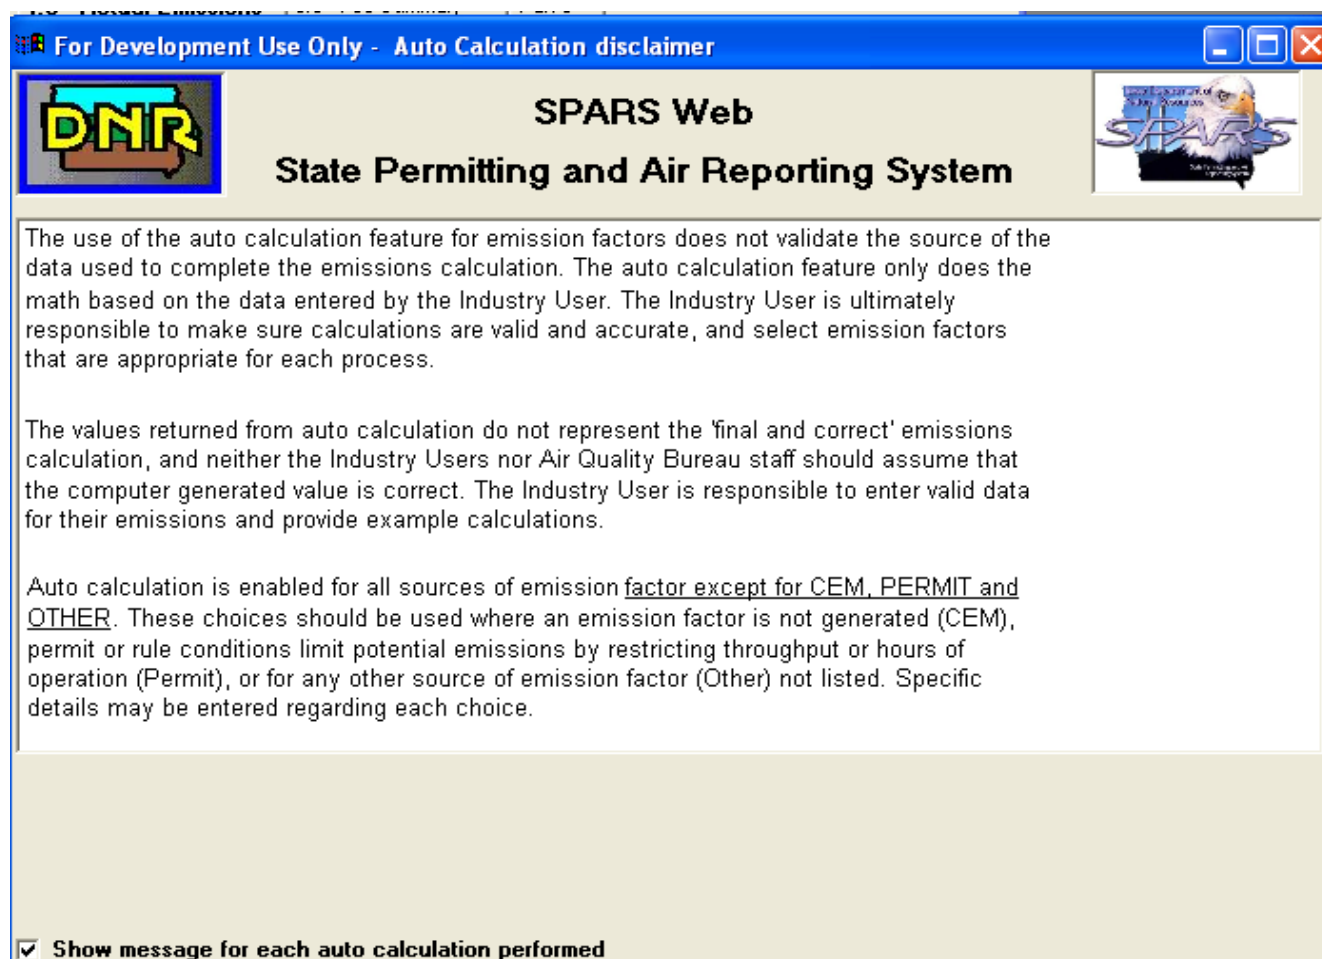 For Development Use Only - Auto Calculation disclaimer
DNR
SPARS Web
State Permitting and Air Reporting System
SPARS
The use of the auto calculation feature for emission factors does not validate the source of the
data used to complete the emissions calculation. The auto calculation feature only does the
math based on the data entered by the Industry User. The Industry User is ultimately
responsible to make sure calculations are valid and accurate, and select emission factors
that are appropriate for each process.
The values returned from auto calculation do not represent the 'final and correct' emissions
calculation, and neither the Industry Users nor Air Quality Bureau staff should assume that
the computer generated value is correct. The Industry User is responsible to enter valid data
for their emissions and provide example calculations.
Auto calculation is enabled for all sources of emission factor except for CEM, PERMIT and
OTHER. These choices should be used where an emission factor is not generated (CEM),
permit or rule conditions limit potential emissions by restricting throughput or hours of
operation (Permit), or for any other source of emission factor (Other) not listed. Specific
details may be entered regarding each choice.
Show message for each auto calculation performed